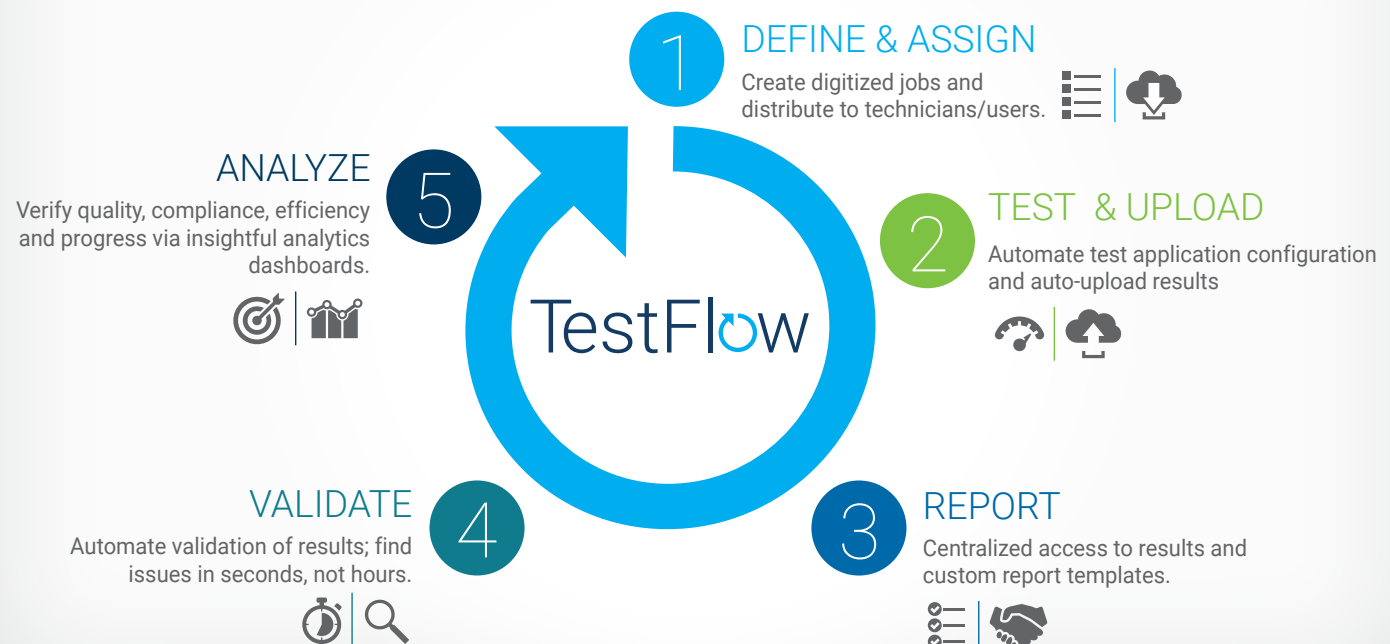 1
DEFINE & ASSIGN
Create digitized jobs and
distribute to technicians/users.
2
TEST & UPLOAD
Automate test application configuration
and auto-upload results
3
REPORT
Centralized access to results and
custom report templates.
4
VALIDATE
Automate validation of results; find
issues in seconds, not hours.
5
ANALYZE
Verify quality, compliance, efficiency
and progress via insightful analytics
dashboards.
TestFlow